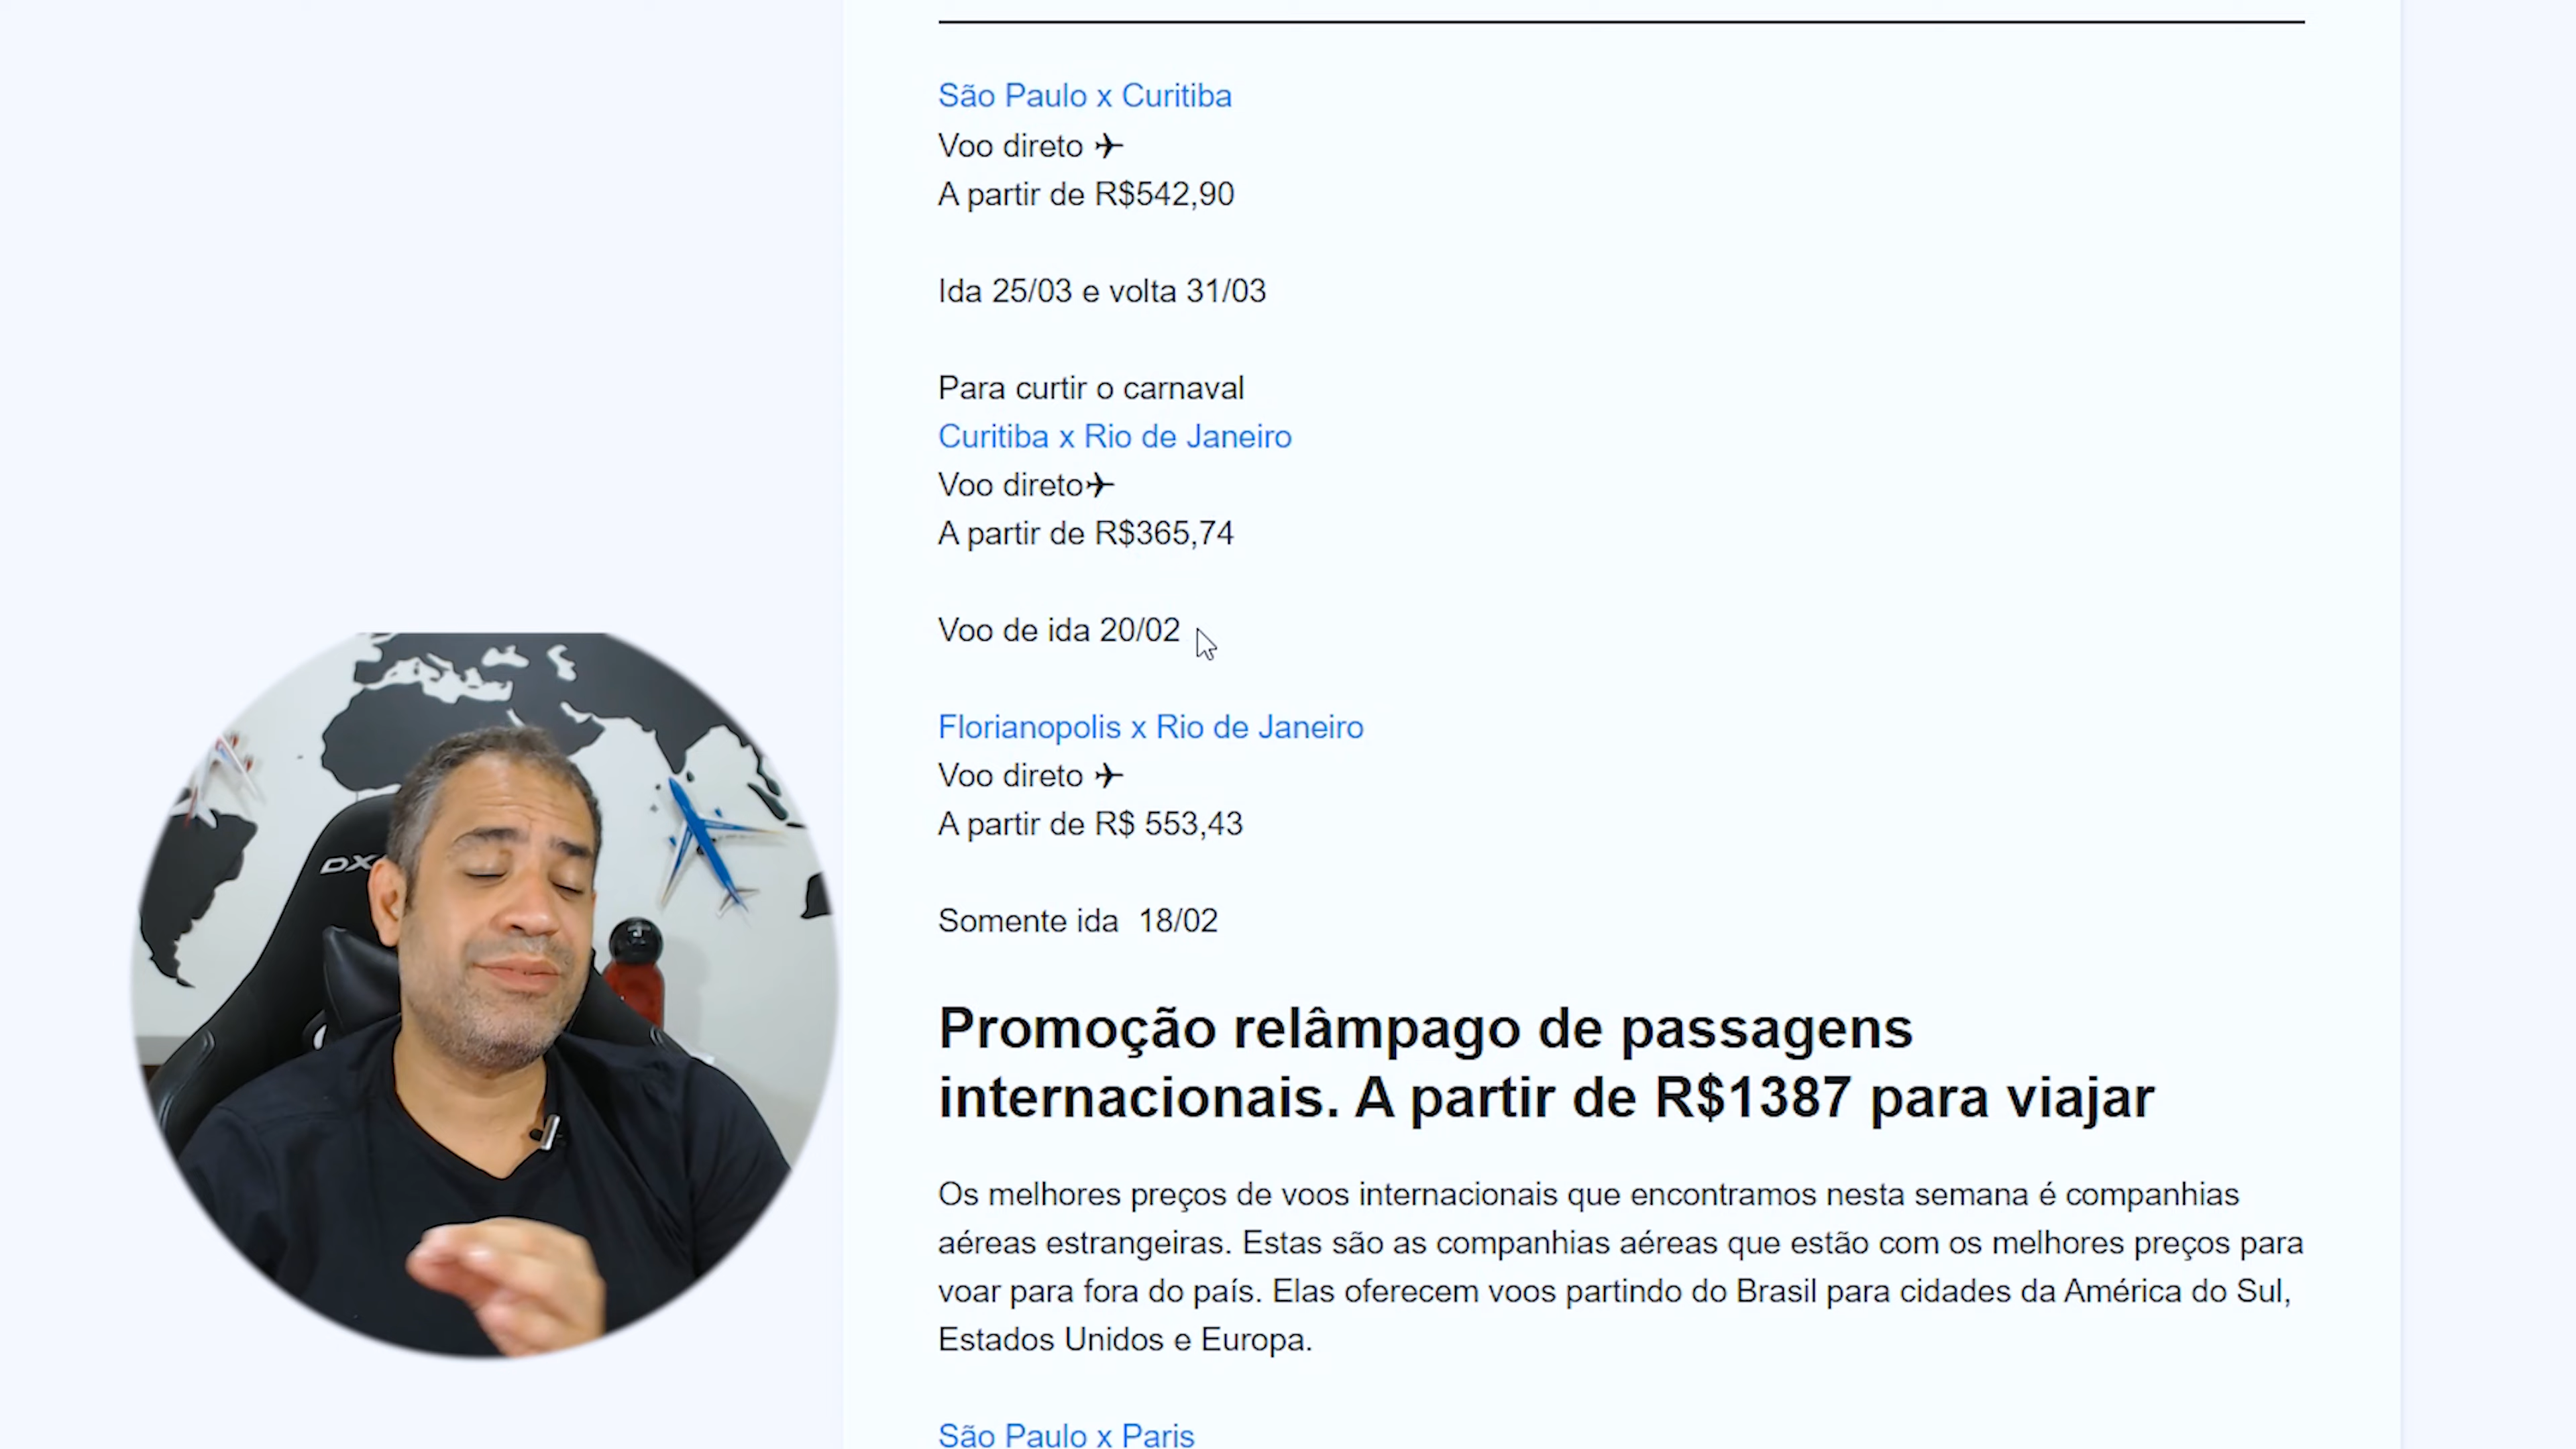 São Paulo x Curitiba
Voo direto ✈
A partir de R$542,90
Ida 25/03 e volta 31/03
Para curtir o carnaval
Curitiba x Rio de Janeiro
Voo direto✈
A partir de R$365,74
Voo de ida 20/02
Florianopolis x Rio de Janeiro
Voo direto ✈
A partir de R$ 553,43
Somente ida 18/02
Promoção relâmpago de passagens
internacionais. A partir de R$1387 para viajar
Os melhores preços de voos internacionais que encontramos nesta semana é companhias
aéreas estrangeiras. Estas são as companhias aéreas que estão com os melhores preços para
voar para fora do país. Elas oferecem voos partindo do Brasil para cidades da América do Sul,
Estados Unidos e Europa.
São Paulo x Paris
DX